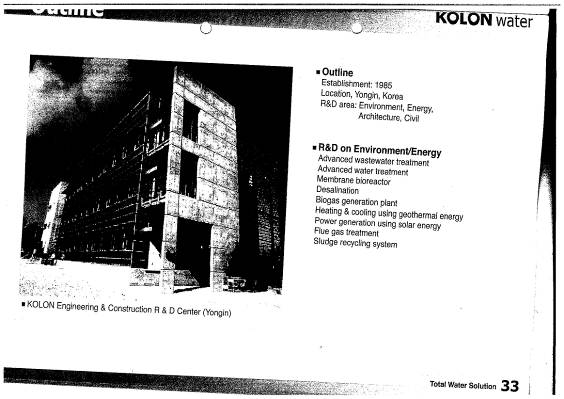 Outline
KOLON water
■ Outline
Establishment: 1985
Location, Yongin, Korea
R&D area: Environment, Energy,
Architecture, Civil
■ R&D on Environment/Energy
Advanced wastewater treatment
Advanced water treatment
Membrane bioreactor
Desalination
Biogas generation plant
Heating & cooling using geothermal energy
Power generation using solar energy
Flue gas treatment
Sludge recycling system
■ KOLON Engineering & Construction R & D Center (Yongin)
Total Water Solution 33